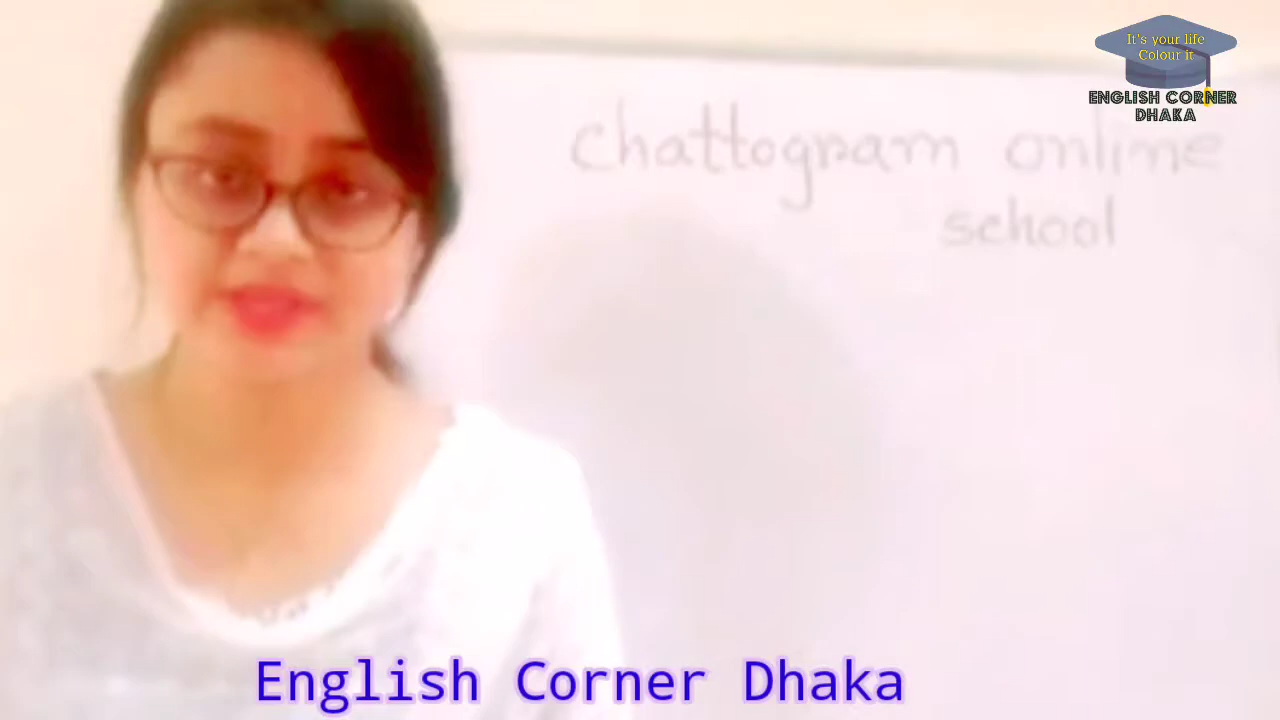 It's your life
Colour it
ENGLISH CORNER
DHAKA
Chattogram online
school
English Corner Dhaka